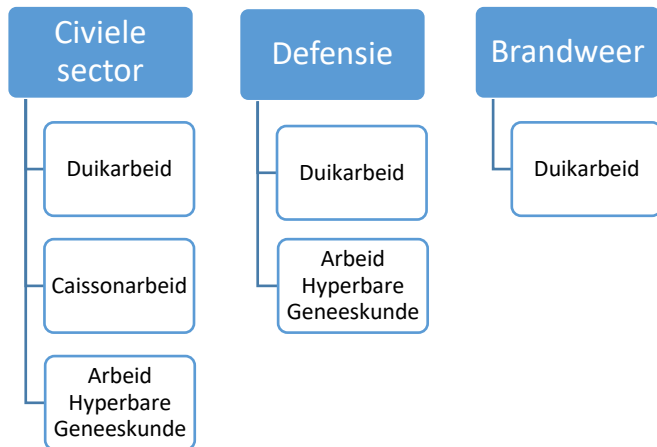 Civiele
sector
Duikarbeid
Caissonarbeid
Arbeid
Hyperbare
Geneeskunde
Defensie
Duikarbeid
Arbeid
Hyperbare
Geneeskunde
Brandweer
Duikarbeid